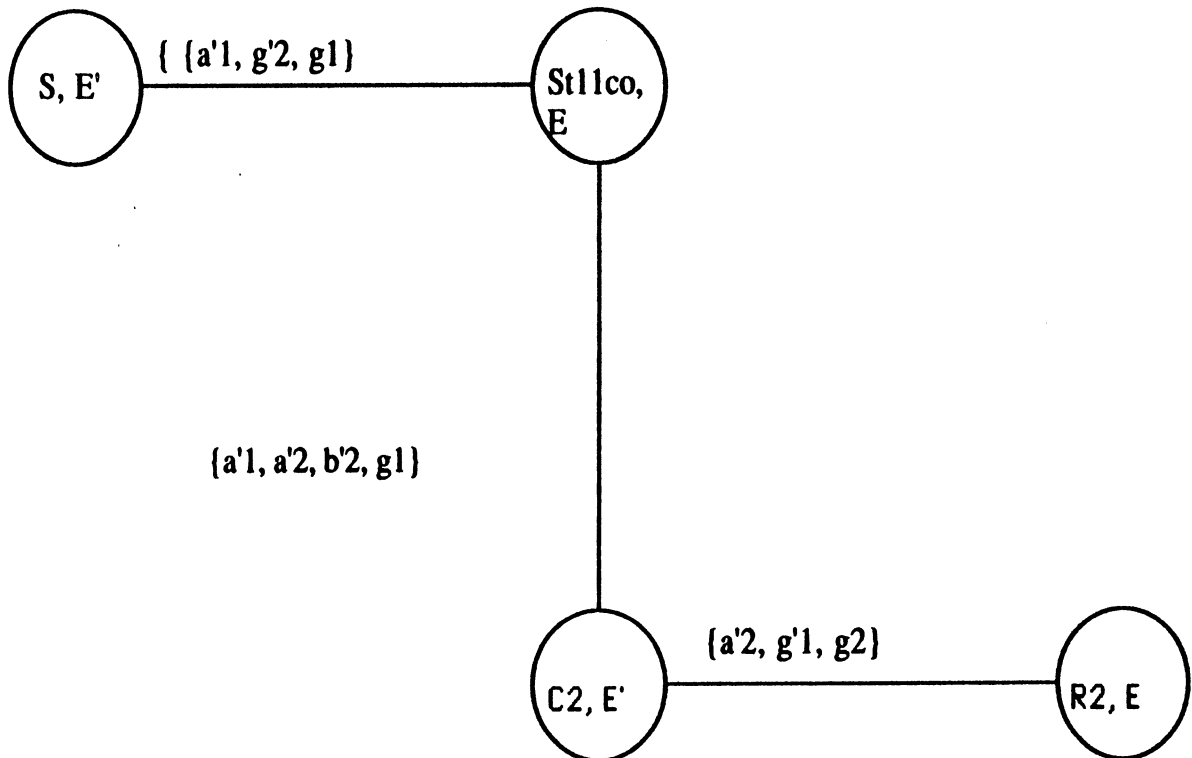 { {a'1, g'2, g1}
S, E'
St11co,
E
{a'1, a'2, b'2, g1}
{a'2, g'1, g2}
C2, E'
R2, E